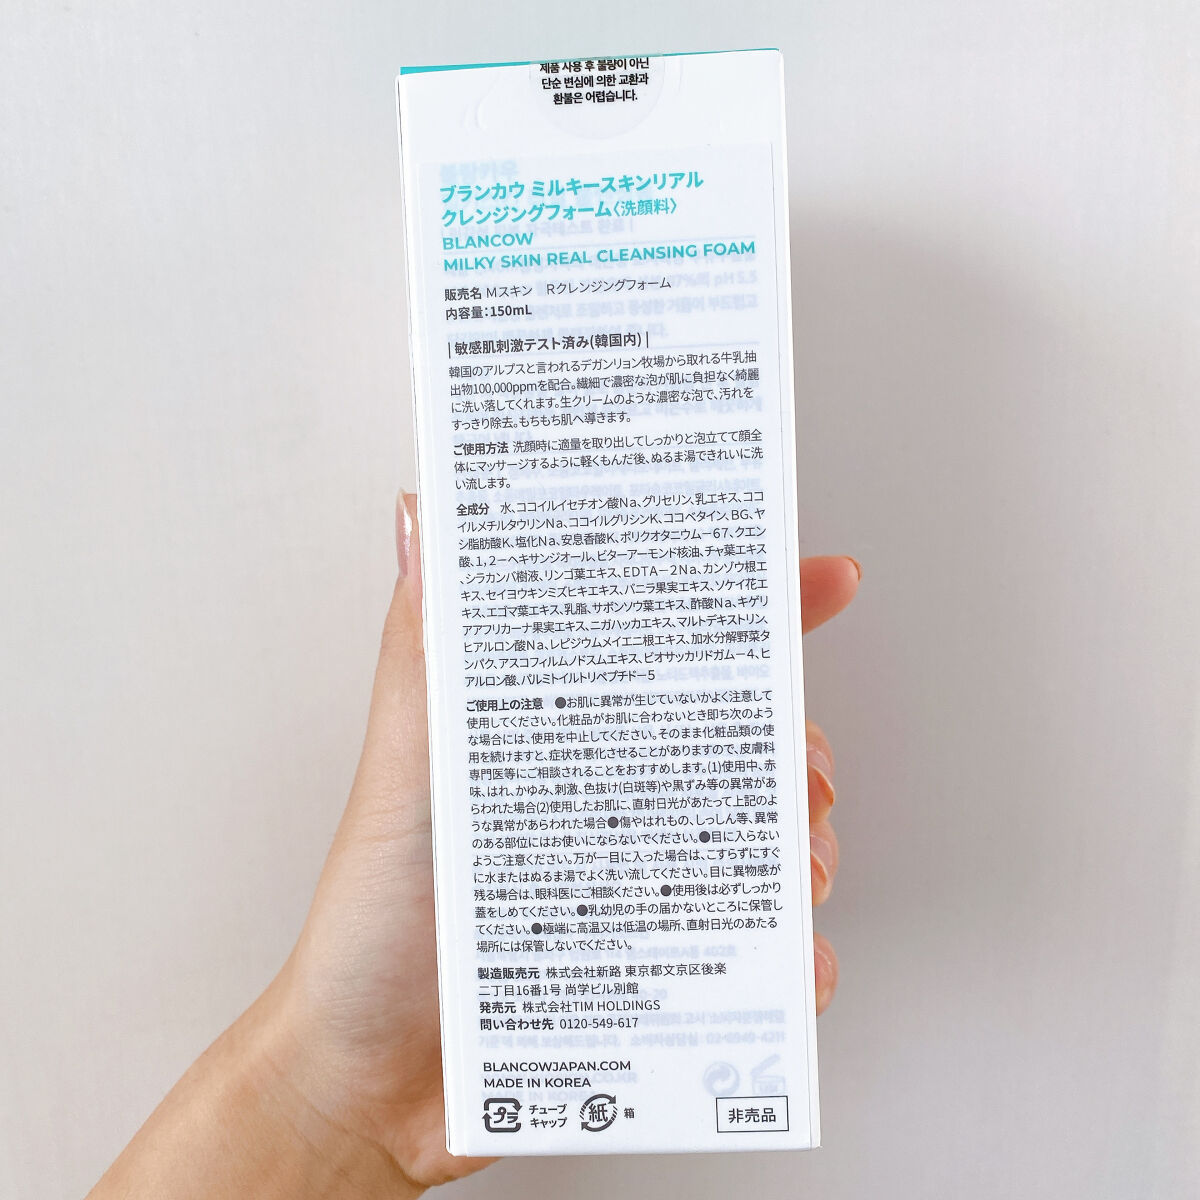 제품 사용 후 불량이 아닌
단순 변심에 의한 교환과
환불은 어렵습니다.
ブランカウ ミルキースキンリアル
クレンジングフォーム〈洗顔料〉
BLANCOW
MILKY SKIN REAL CLEANSING FOAM
販売名 Mスキン　Rクレンジングフォーム
内容量：150mL
|敏感肌刺激テスト済み(韓国内)|
韓国のアルプスと言われるデガンリョン牧場から取れる牛乳抽
出物100,000ppmを配合。繊細で濃密な泡が肌に負担なく綺麗
に洗い落してくれます。生クリームのような濃密な泡で、汚れを
すっきり除去。もちもち肌へ導きます。
ご使用方法 洗顔時に適量を取り出してしっかりと泡立てて顔全
体にマッサージするように軽くもんだ後、ぬるま湯できれいに洗
い流します。
全成分　水、ココイルイセチオン酸Na、グリセリン、乳エキス、ココ
イルメチルタウリンNa、ココイルグリシンK、ココベタイン、BG、ヤ
シ脂肪酸K、塩化Na、安息香酸K、ポリクオタニウム－67、クエン
酸、1,2－ヘキサンジオール、ビターアーモンド核油、チャ葉エキス
、シラカンバ樹液、リンゴ葉エキス、EDTA－2Na、カンゾウ根エ
キス、セイヨウキンミズヒキエキス、バニラ果実エキス、ソケイ花エ
キス、エゴマ葉エキス、乳脂、サボンソウ葉エキス、酢酸Na、キゲリ
アアフリカーナ果実エキス、ニガハッカエキス、マルトデキストリン、
ヒアルロン酸Na、レピジウムメイエニ根エキス、加水分解野菜タ
ンパク、アスコフィルムノドスムエキス、ビオサッカリドガム－4、ヒ
アルロン酸、パルミトイルトリペプチド－5
ご使用上の注意　●お肌に異常が生じていないかよく注意して
使用してください。化粧品がお肌に合わないとき即ち次のよう
な場合には、使用を中止してください。そのまま化粧品類の使
用を続けますと、症状を悪化させることがありますので、皮膚科
専門医等にご相談されることをおすすめします。(1)使用中、赤
味、はれ、かゆみ、刺激、色抜け(白斑等)や黒ずみ等の異常があ
らわれた場合(2)使用したお肌に、直射日光があたって上記のよ
うな異常があらわれた場合●傷やはれもの、しっしん等、異常
のある部位にはお使いにならないでください。●目に入らない
ようご注意ください。万が一目に入った場合は、こすらずにすぐ
に水またはぬるま湯でよく洗い流してください。目に異物感が
残る場合は、眼科医にご相談ください。●使用後は必ずしっかり
蓋をしめてください。●乳幼児の手の届かないところに保管し
てください。●極端に高温又は低温の場所、直射日光のあたる
場所には保管しないでください。
製造販売元 株式会社新路 東京都文京区後楽
二丁目16番1号 尚学ビル別館
発売元 株式会社TIM HOLDINGS
問い合わせ先 0120-549-617
BLANCOWJAPAN.COM
MADE IN KOREA
プラ チューブ
キャップ
紙 箱
非売品